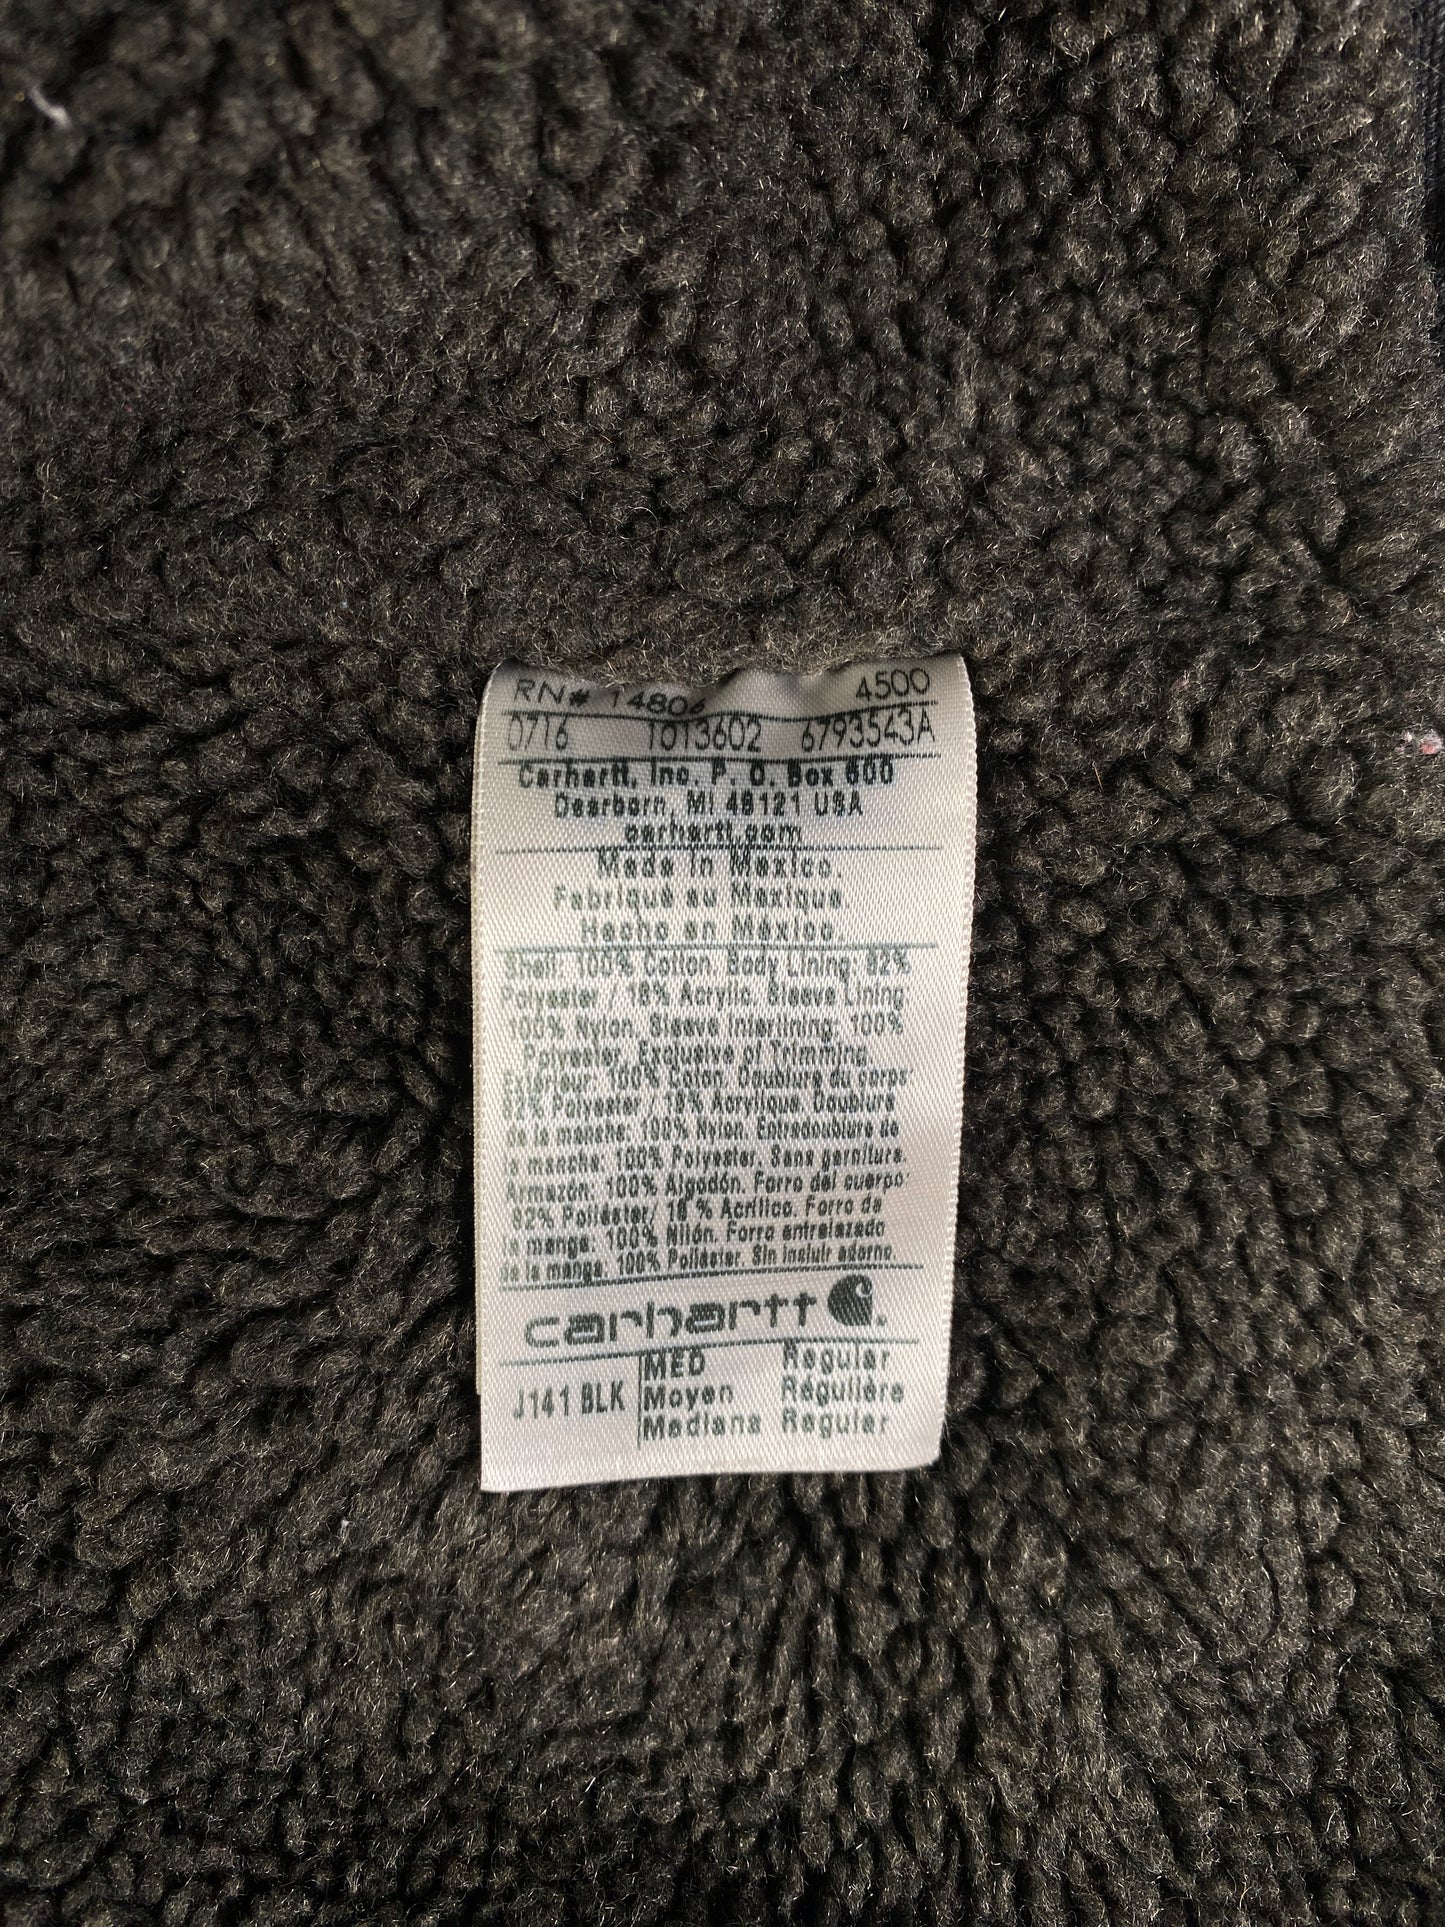 RN# 14806 4500
0716 1013602 6793543A
Carhartt, Inc. P. O. Box 600
Dearborn, MI 48121 USA
carhartt.com
Made in Mexico.
Fabriqué au Mexique
Hecho en México.
Shell: 100% Cotton. Body Lining: 82%
Polyester / 18% Acrylic. Sleeve Lining
100% Nylon. Sleeve Interlining: 100%
Polyester. Exclusive of Trimming
Extérieur: 100% Coton. Doublure du corps
82% Polyester / 18% Acrylique. Doublure
de la manche: 100% Nylon. Entredoublure de
la manche: 100% Polyester. Sans garniture.
Armazón: 100% Algodón. Forro del cuerpo:
82% Poliéster/ 18 % Acrílico. Forro de
la manga: 100% Nilón. Forro entrelazado
de la manga: 100% Poliéster. Sin incluir adorno.
carhartt
J141 BLK MED Regular
Moyen Régulière
Mediana Regular